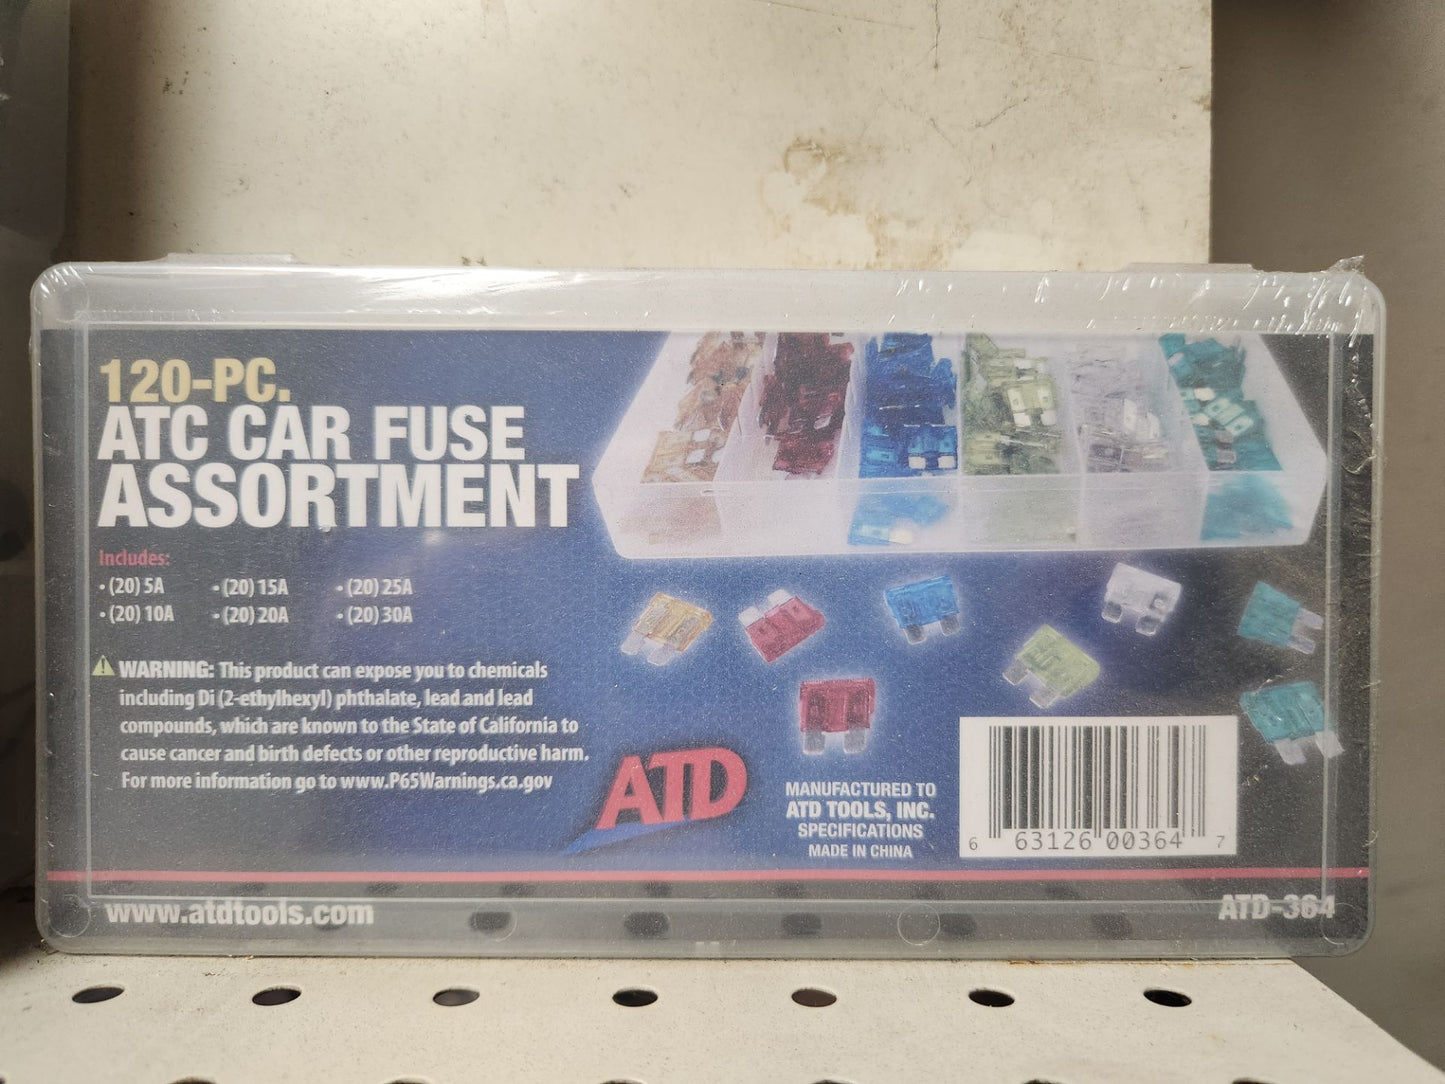 120-PC.
ATC CAR FUSE
ASSORTMENT
Includes:
• (20) 5A • (20) 15A • (20) 25A
• (20) 10A • (20) 20A • (20) 30A
WARNING: This product can expose you to chemicals
including Di (2-ethylhexyl) phthalate, lead and lead
compounds, which are known to the State of California to
cause cancer and birth defects or other reproductive harm.
For more information go to www.P65Warnings.ca.gov
ATD
MANUFACTURED TO
ATD TOOLS, INC.
SPECIFICATIONS
MADE IN CHINA
6 63126 00364 7
www.atdtools.com
ATD-364